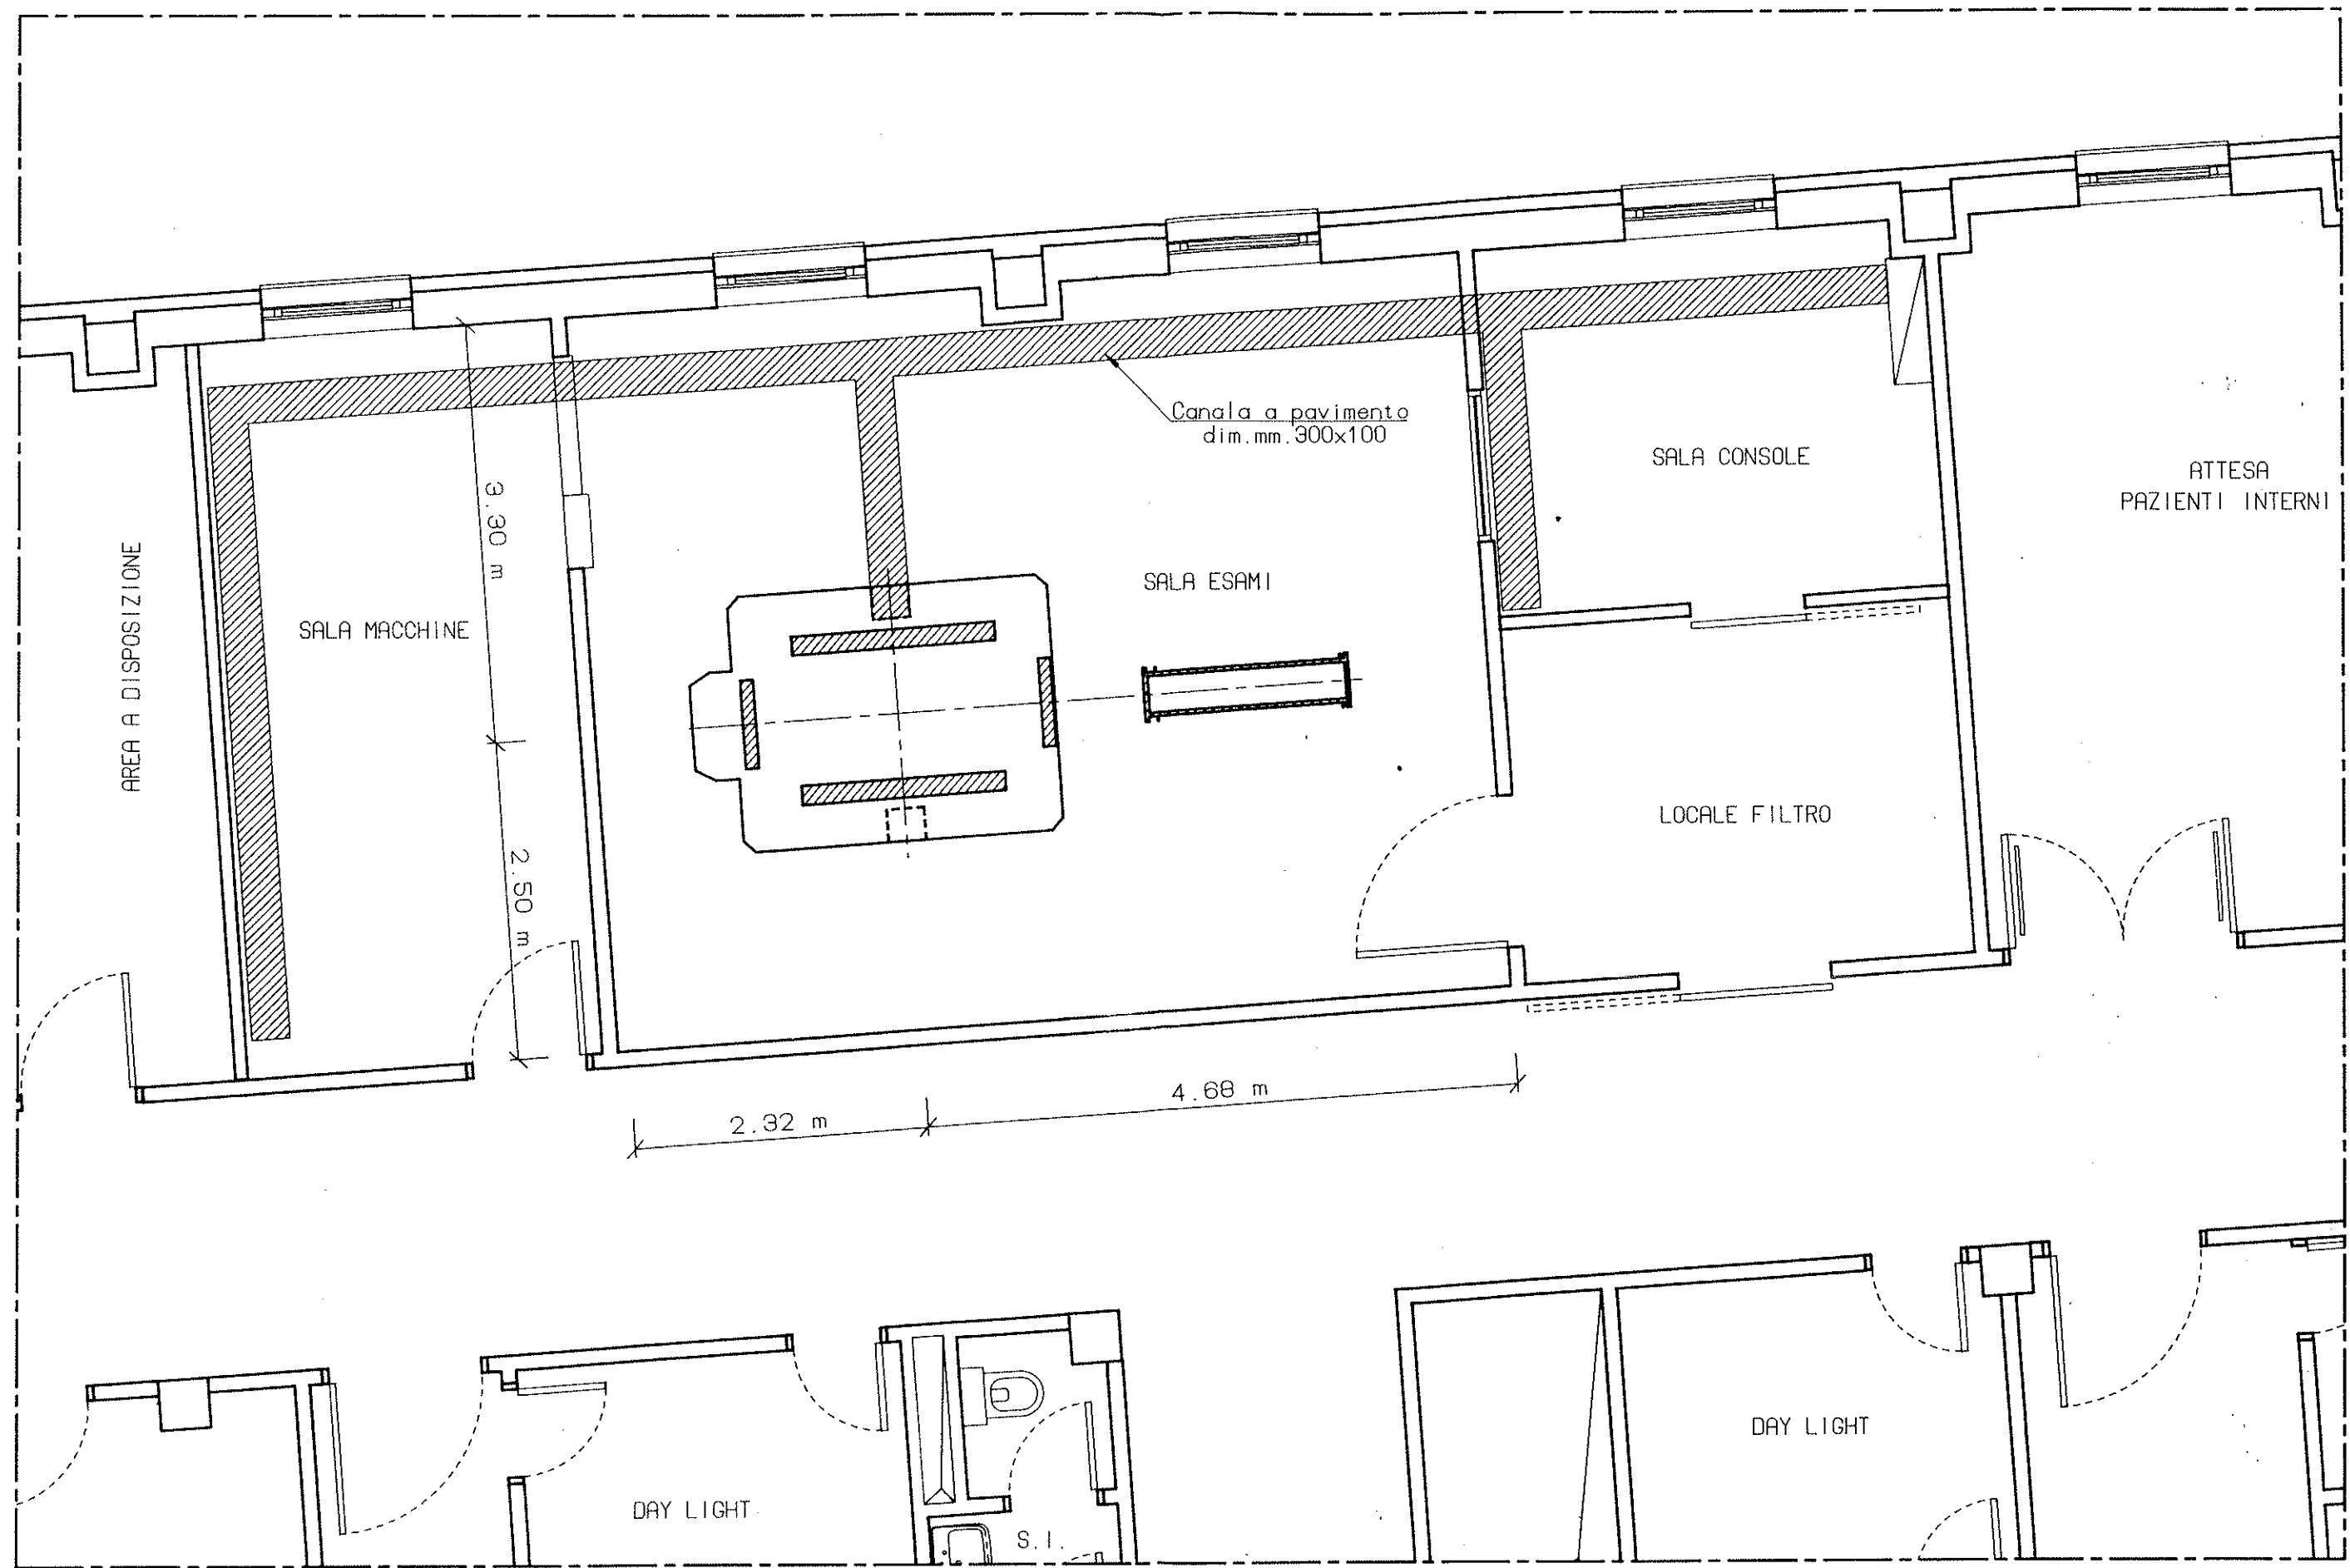 Canala a pavimento
dim.mm.300x100
SALA CONSOLE
ATTESA
PAZIENTI INTERNI
3.30 m
SALA ESAMI
AREA A DISPOSIZIONE
SALA MACCHINE
LOCALE FILTRO
2.50 m
4.68 m
2.32 m
DAY LIGHT
DAY LIGHT
S.I.